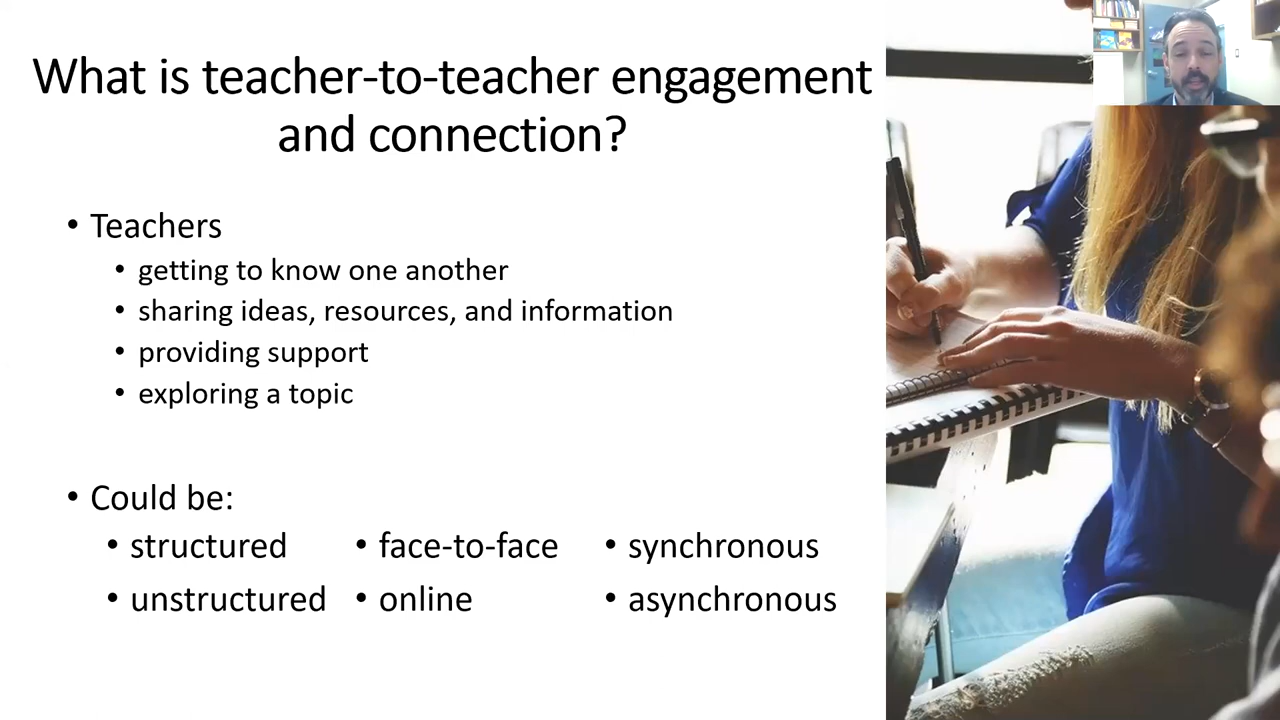 What is teacher-to-teacher engagement
and connection?
• Teachers
• getting to know one another
• sharing ideas, resources, and information
• providing support
• exploring a topic
• Could be:
• structured • face-to-face • synchronous
• unstructured • online • asynchronous